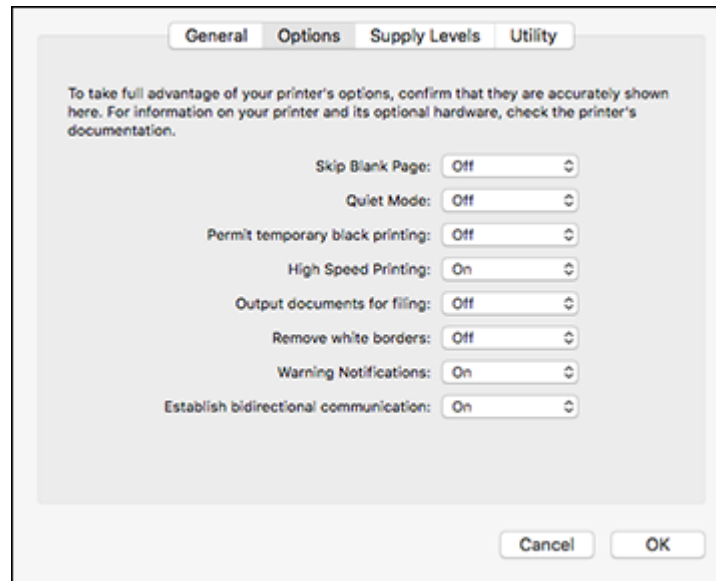 General Options Supply Levels Utility
To take full advantage of your printer's options, confirm that they are accurately shown
here. For information on your printer and its optional hardware, check the printer's
documentation.
Skip Blank Page: Off
Quiet Mode: Off
Permit temporary black printing: Off
High Speed Printing: On
Output documents for filing: Off
Remove white borders: Off
Warning Notifications: On
Establish bidirectional communication: On
Cancel OK